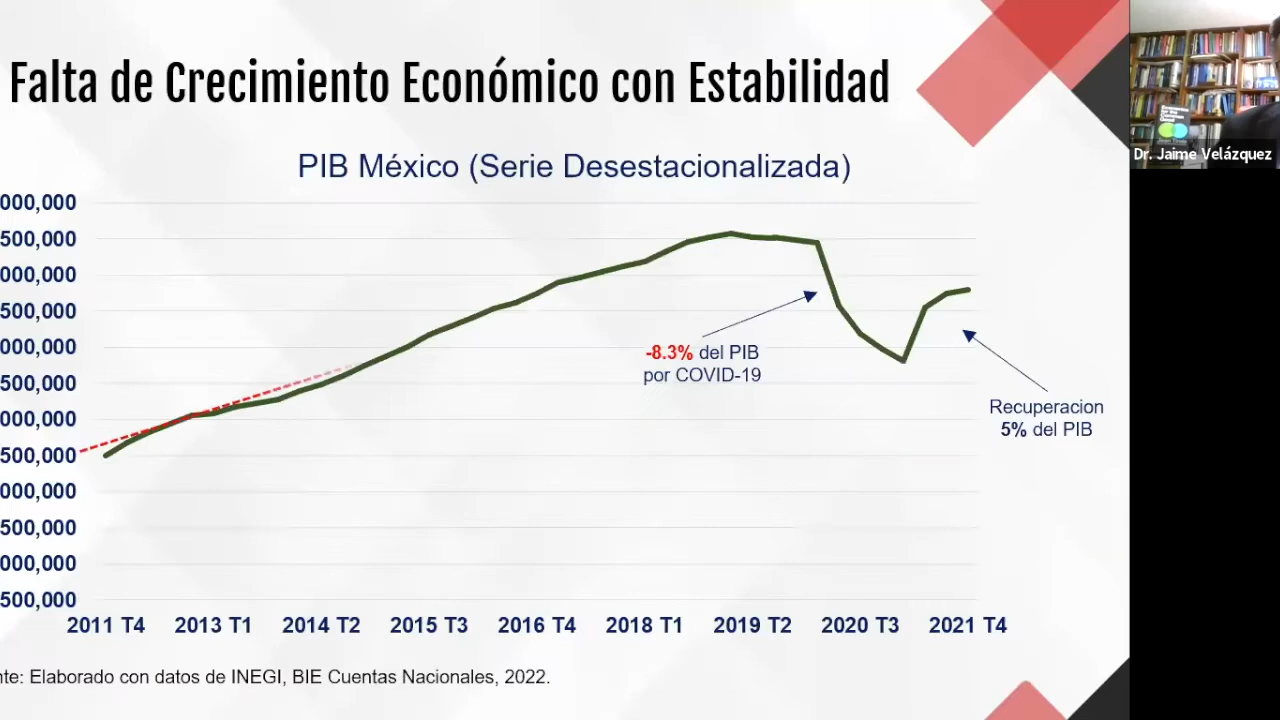 Falta de Crecimiento Económico con Estabilidad
Dr. Jaime Velázquez
PIB México (Serie Desestacionalizada)
000,000
500,000
000,000
500,000
000,000
500,000
000,000
500,000
000,000
500,000
000,000
500,000
-8.3% del PIB
por COVID-19
Recuperacion
5% del PIB
2011 T4 2013 T1 2014 T2 2015 T3 2016 T4 2018 T1 2019 T2 2020 T3 2021 T4
nte: Elaborado con datos de INEGI, BIE Cuentas Nacionales, 2022.